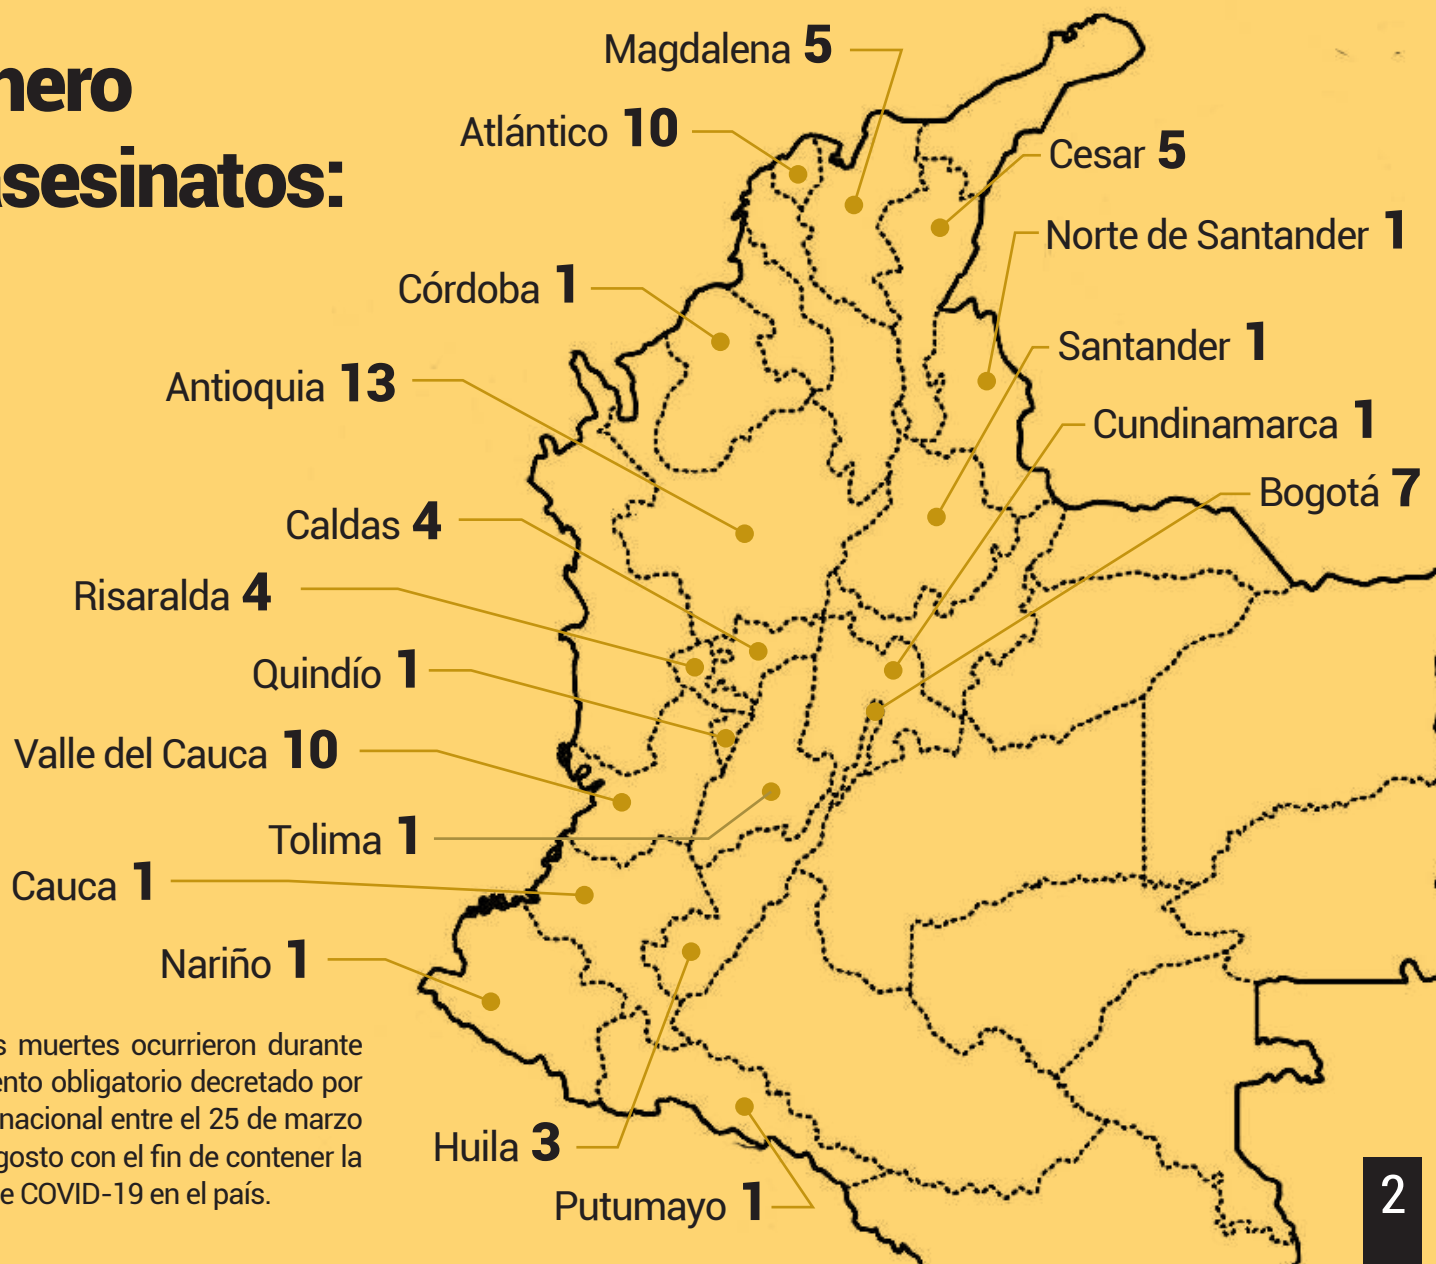 nero
asesinatos:
Magdalena 5
Atlántico 10
Cesar 5
Norte de Santander 1
Córdoba 1
Santander 1
Antioquia 13
Cundinamarca 1
Bogotá 7
Caldas 4
Risaralda 4
Quindío 1
Valle del Cauca 10
Tolima 1
Cauca 1
Nariño 1
s muertes ocurrieron durante
ento obligatorio decretado por
nacional entre el 25 de marzo
gosto con el fin de contener la
e COVID-19 en el país.
Huila 3
Putumayo 1
2